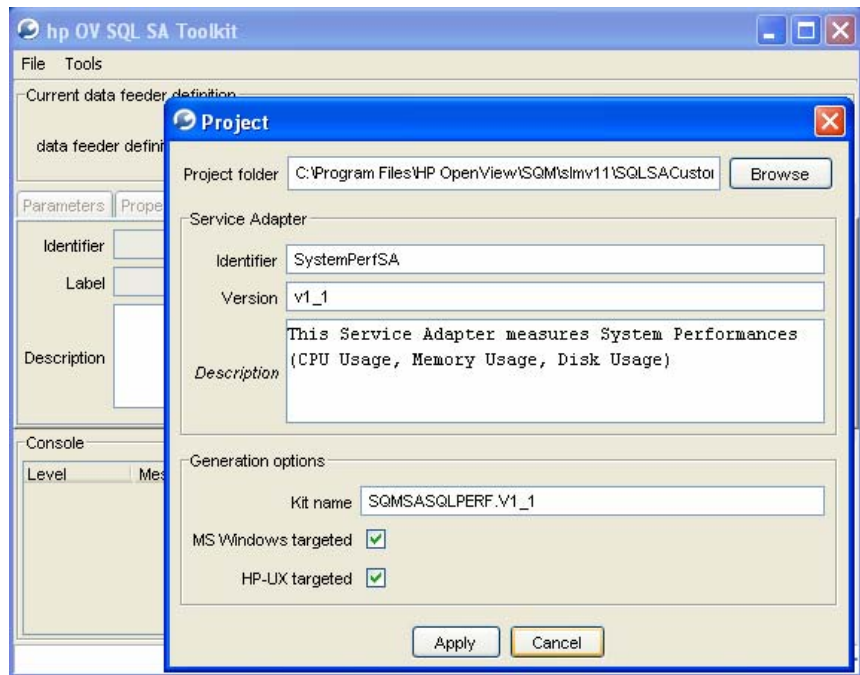 hp OV SQL SA Toolkit
File Tools
Current data feeder definition
data feeder defini
Parameters Prope
Identifier
Label
Description
Console
Level Mes
Project
Project folder C:\Program Files\HP OpenView\SQM\slmv11\SQLSACustor Browse
Service Adapter
Identifier SystemPerfSA
Version v1_1
Description This Service Adapter measures System Performances
(CPU Usage, Memory Usage, Disk Usage)
Generation options
Kit name SQMSASQLPERF.V1_1
MS Windows targeted
HP-UX targeted
Apply Cancel